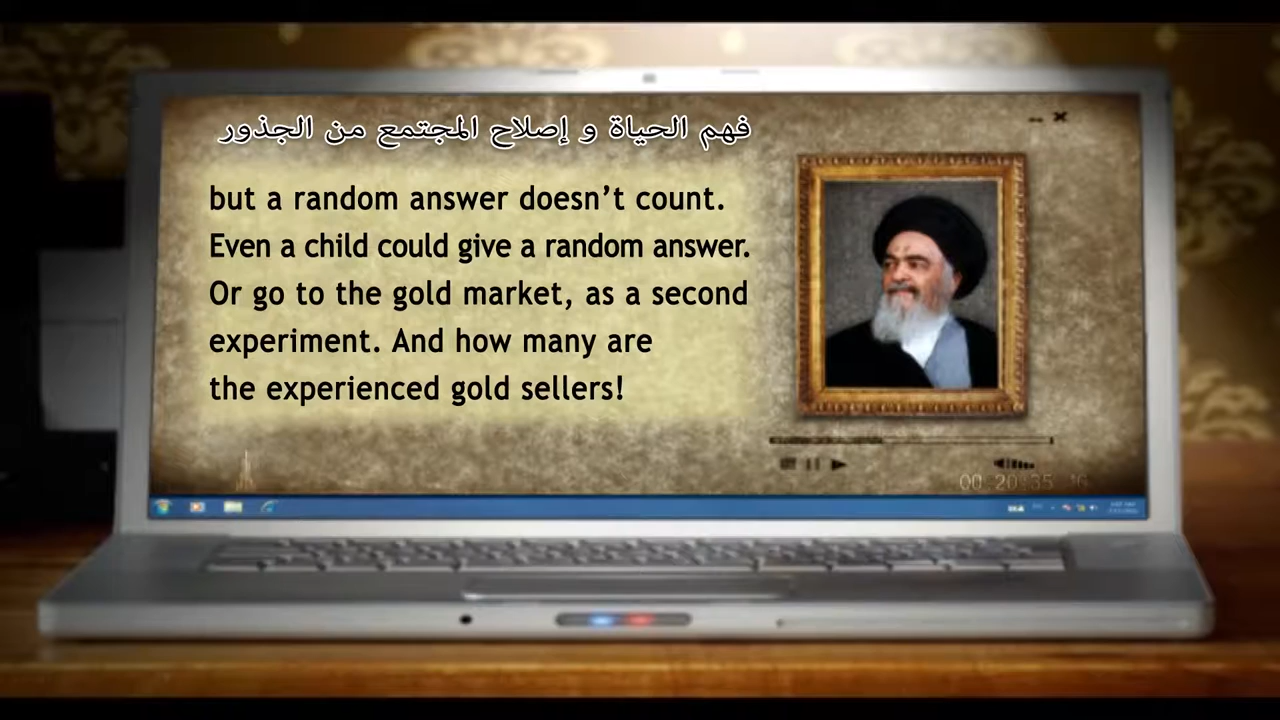 فهم الحياة و إصلاح المجتمع من الجذور
but a random answer doesn’t count.
Even a child could give a random answer.
Or go to the gold market, as a second
experiment. And how many are
the experienced gold sellers!